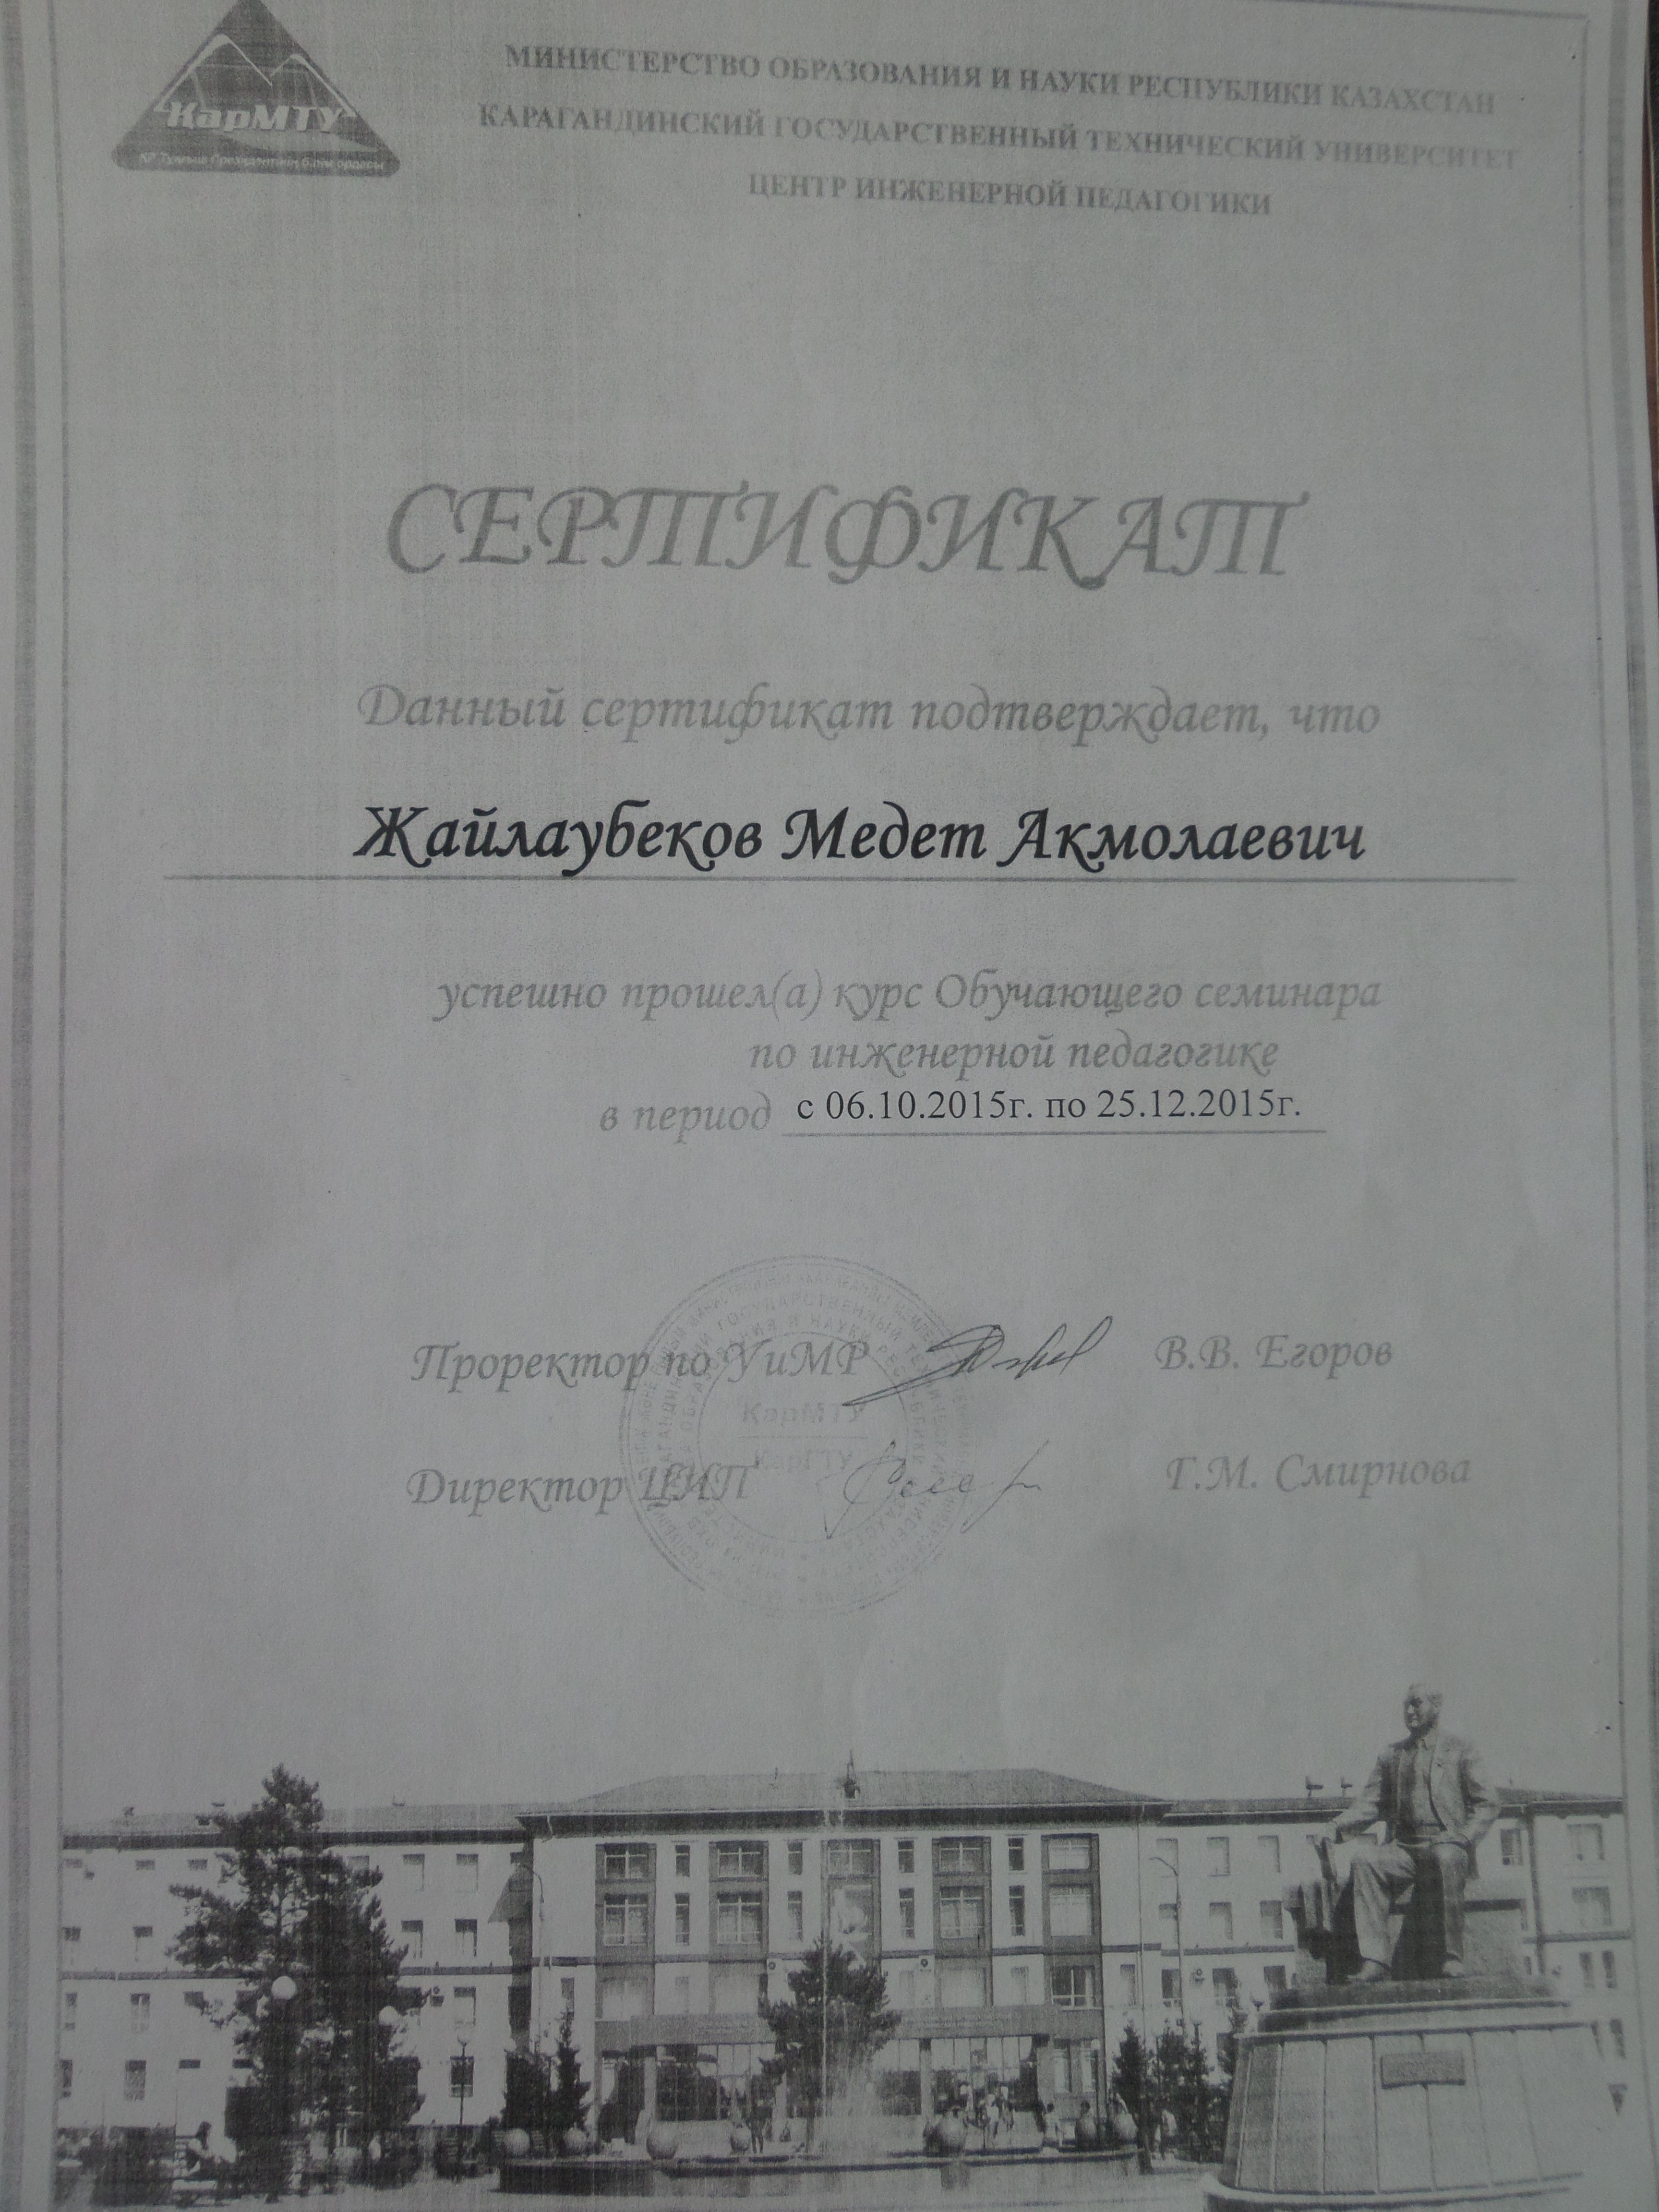 КарМТУ
МИНИСТЕРСТВО ОБРАЗОВАНИЯ И НАУКИ РЕСПУБЛИКИ КАЗАХСТАН
КАРАГАНДИНСКИЙ ГОСУДАРСТВЕННЫЙ ТЕХНИЧЕСКИЙ УНИВЕРСИТЕТ
ЦЕНТР ИНЖЕНЕРНОЙ ПЕДАГОГИКИ
СЕРТИФИКАТ
Данный сертификат подтверждает, что
Жайлаубеков Медет Акмолаевич
успешно прошел(а) курс Обучающего семинара
по инженерной педагогике
в период с 06.10.2015г. по 25.12.2015г.
Проректор по УиМР В.В. Егоров
КарМТУ
КарГТУ
Директор ЦИП Г.М. Смирнова